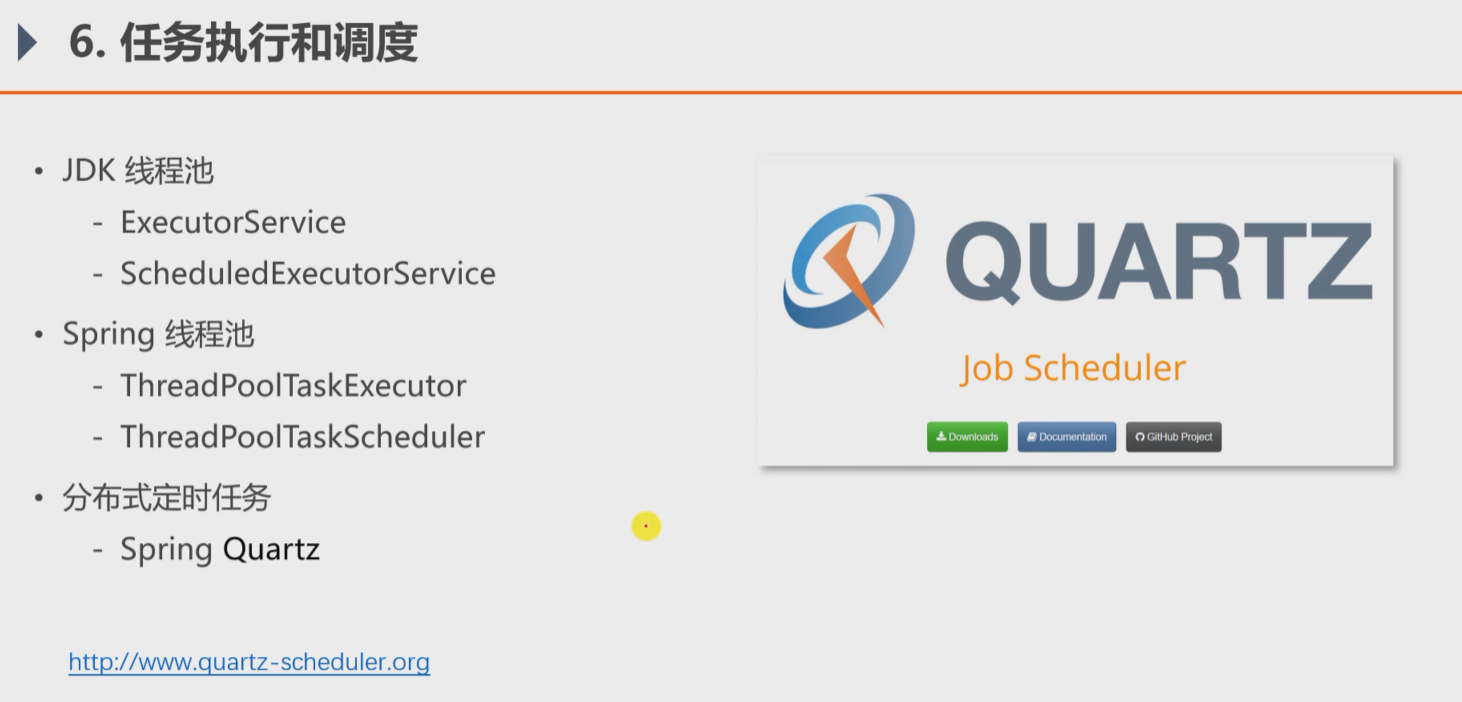 6. 任务执行和调度
• JDK 线程池
- ExecutorService
- ScheduledExecutorService
• Spring 线程池
- ThreadPoolTaskExecutor
- ThreadPoolTaskScheduler
• 分布式定时任务
- Spring Quartz
http://www.quartz-scheduler.org
QUARTZ
Job Scheduler
Downloads Documentation GitHub Project